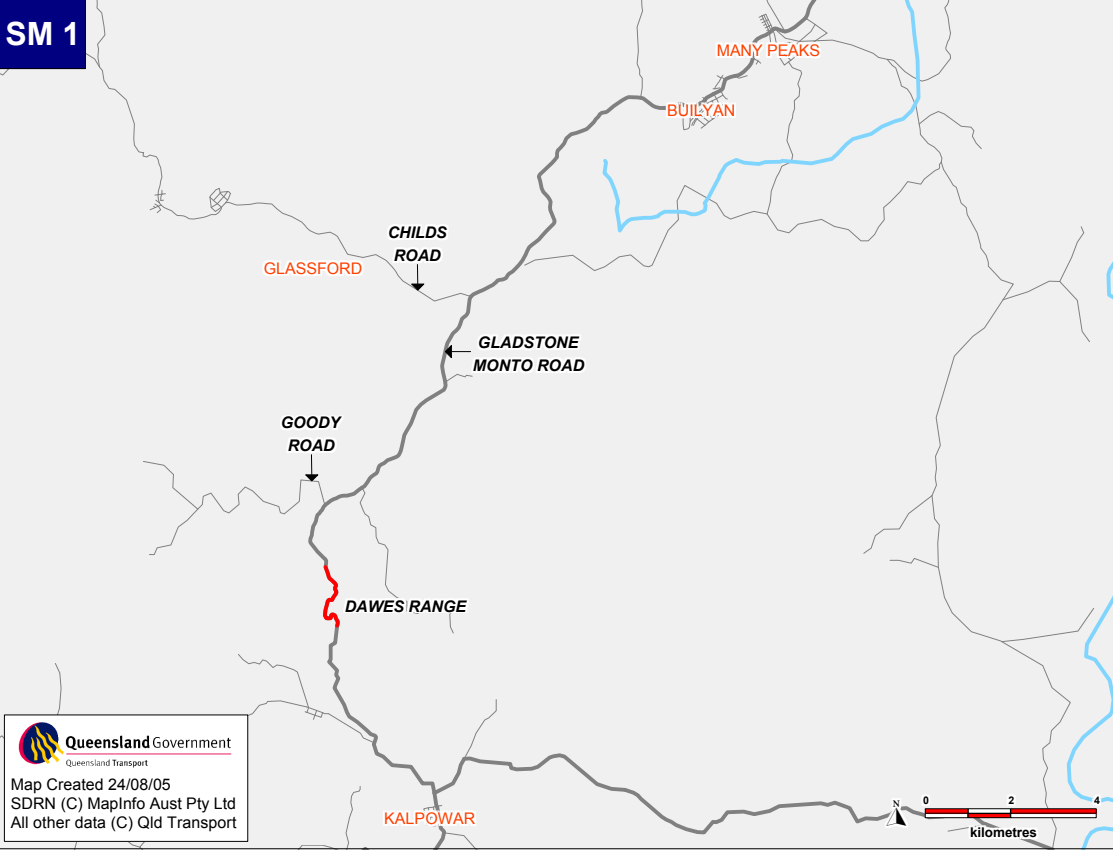 SM 1
MANY PEAKS
BUILYAN
CHILDS
ROAD
GLASSFORD
GLADSTONE
MONTO ROAD
GOODY
ROAD
DAWES RANGE
Queensland Government
Queensland Transport
Map Created 24/08/05
SDRN (C) MapInfo Aust Pty Ltd
All other data (C) Qld Transport
KALPOWAR
N
0 2 4
kilometres